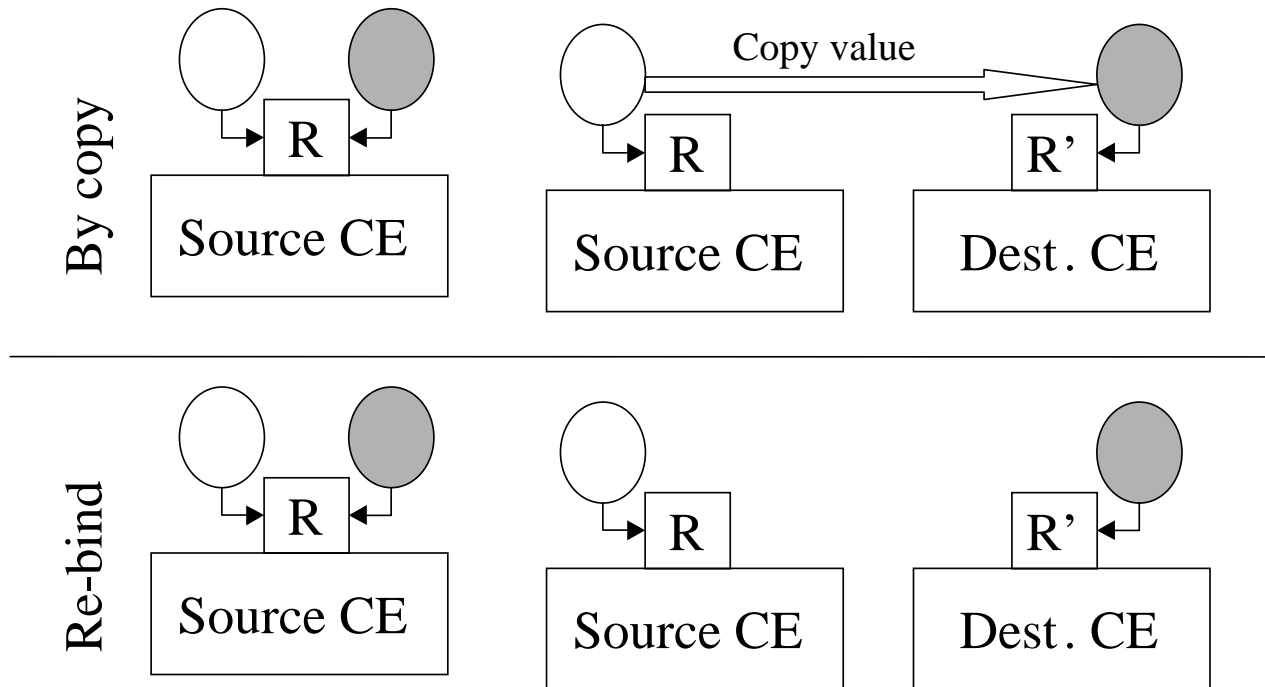 By copy
R
Source CE
Copy value
R
R’
Source CE
Dest. CE
Re-bind
R
Source CE
R
R’
Source CE
Dest. CE